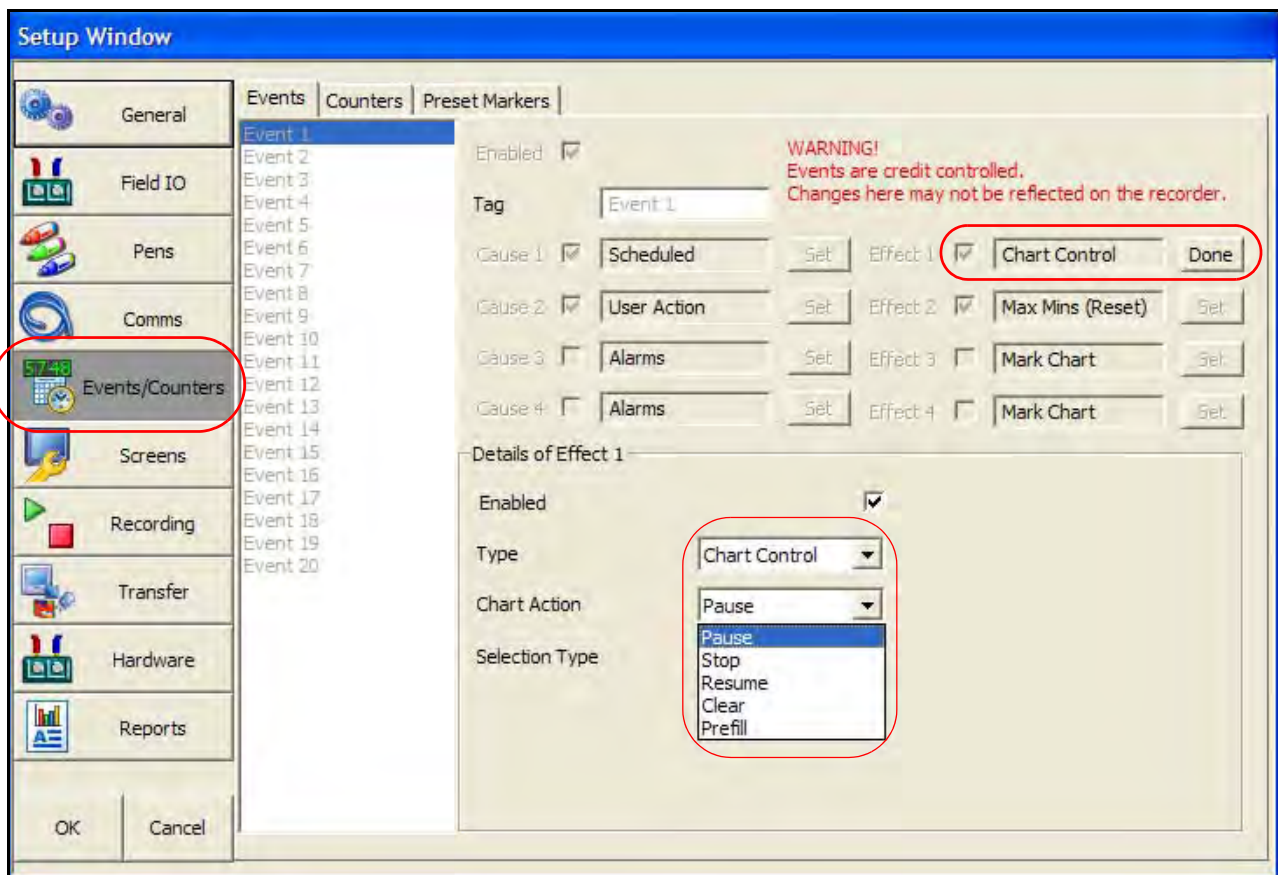 Setup Window
General
Field IO
Pens
Comms
5748
Events/Counters
Screens
Recording
Transfer
Hardware
Reports
OK Cancel
Events Counters Preset Markers
Event 1
Event 2
Event 3
Event 4
Event 5
Event 6
Event 7
Event 8
Event 9
Event 10
Event 11
Event 12
Event 13
Event 14
Event 15
Event 16
Event 17
Event 18
Event 19
Event 20
Enabled
WARNING!
Events are credit controlled.
Changes here may not be reflected on the recorder.
Tag Event 1
Cause 1 Scheduled Set Effect 1 Chart Control Done
Cause 2 User Action Set Effect 2 Max Mins (Reset) Set
Cause 3 Alarms Set Effect 3 Mark Chart Set
Cause 4 Alarms Set Effect 4 Mark Chart Set
Details of Effect 1
Enabled
Type Chart Control
Chart Action Pause
Selection Type
Pause
Stop
Resume
Clear
Prefill